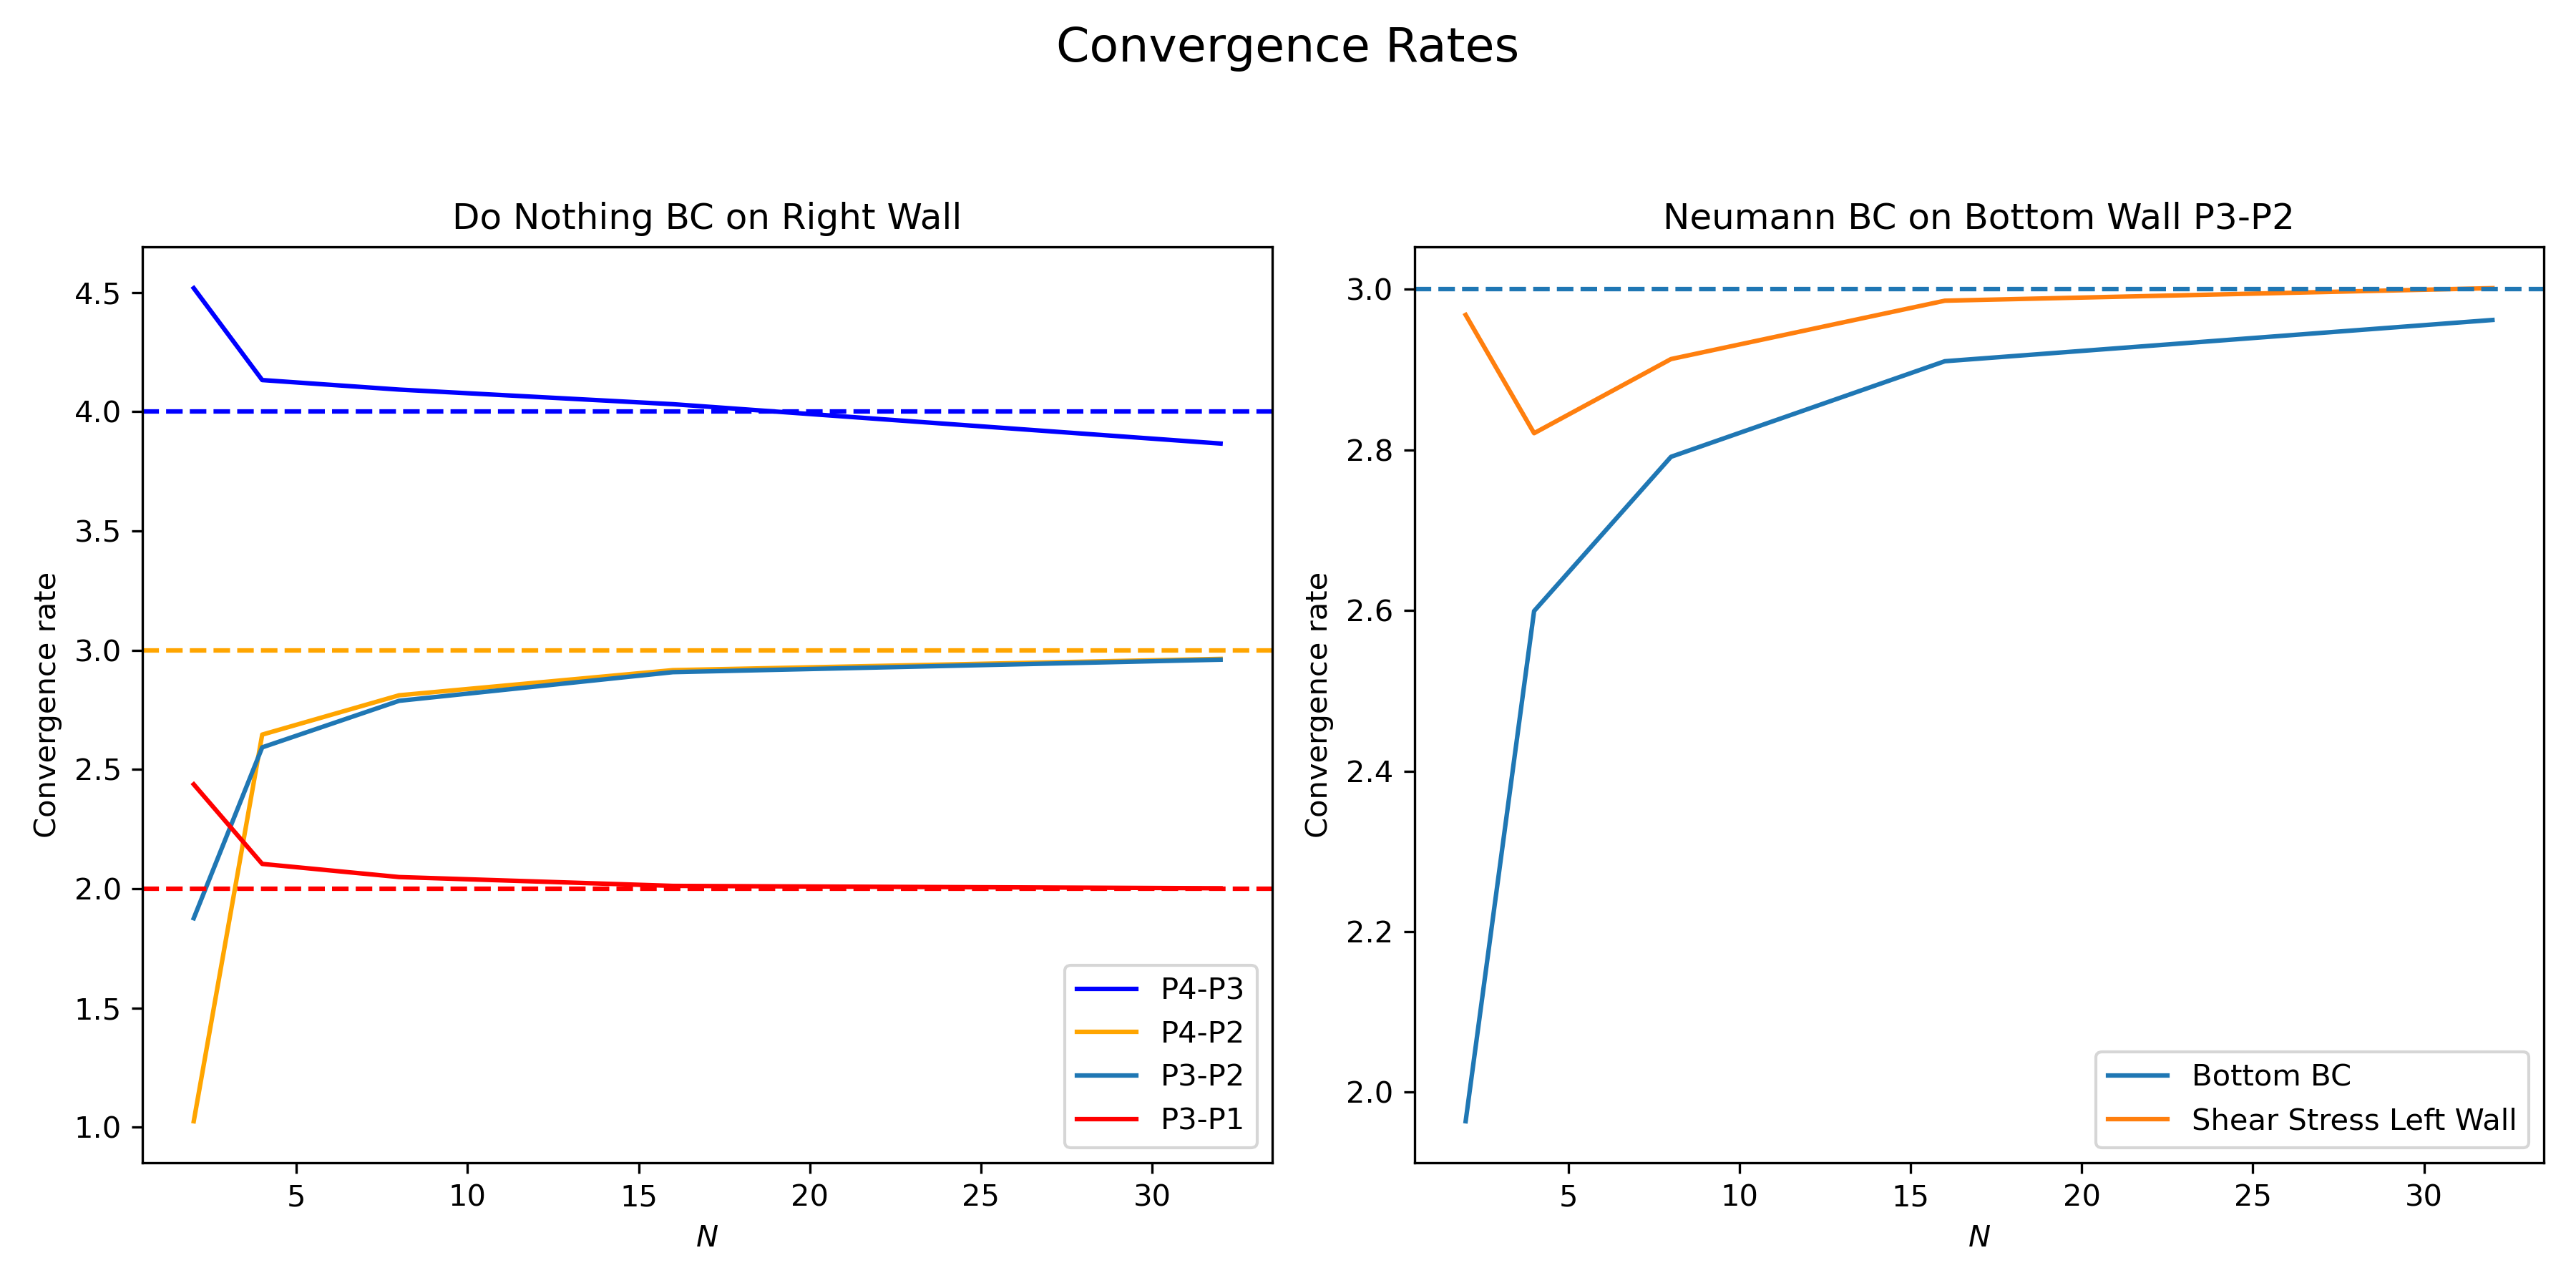 Convergence Rates
Do Nothing BC on Right Wall
Convergence rate
4.5
4.0
3.5
3.0
2.5
2.0
1.5
1.0
5 10 15 20 25 30
N
P4-P3
P4-P2
P3-P2
P3-P1
Neumann BC on Bottom Wall P3-P2
Convergence rate
3.0
2.8
2.6
2.4
2.2
2.0
5 10 15 20 25 30
N
Bottom BC
Shear Stress Left Wall